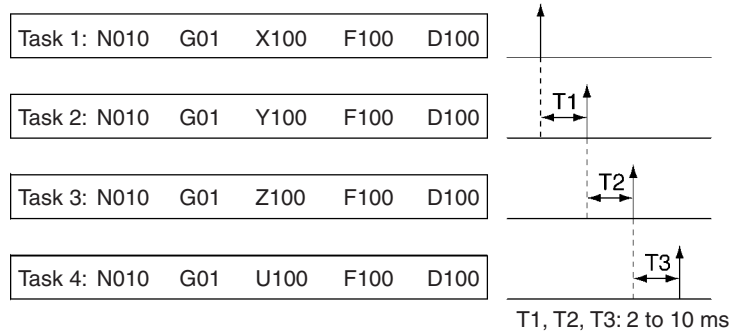 Task 1: N010 G01 X100 F100 D100
T1
Task 2: N010 G01 Y100 F100 D100
T2
Task 3: N010 G01 Z100 F100 D100
T3
Task 4: N010 G01 U100 F100 D100
T1, T2, T3: 2 to 10 ms